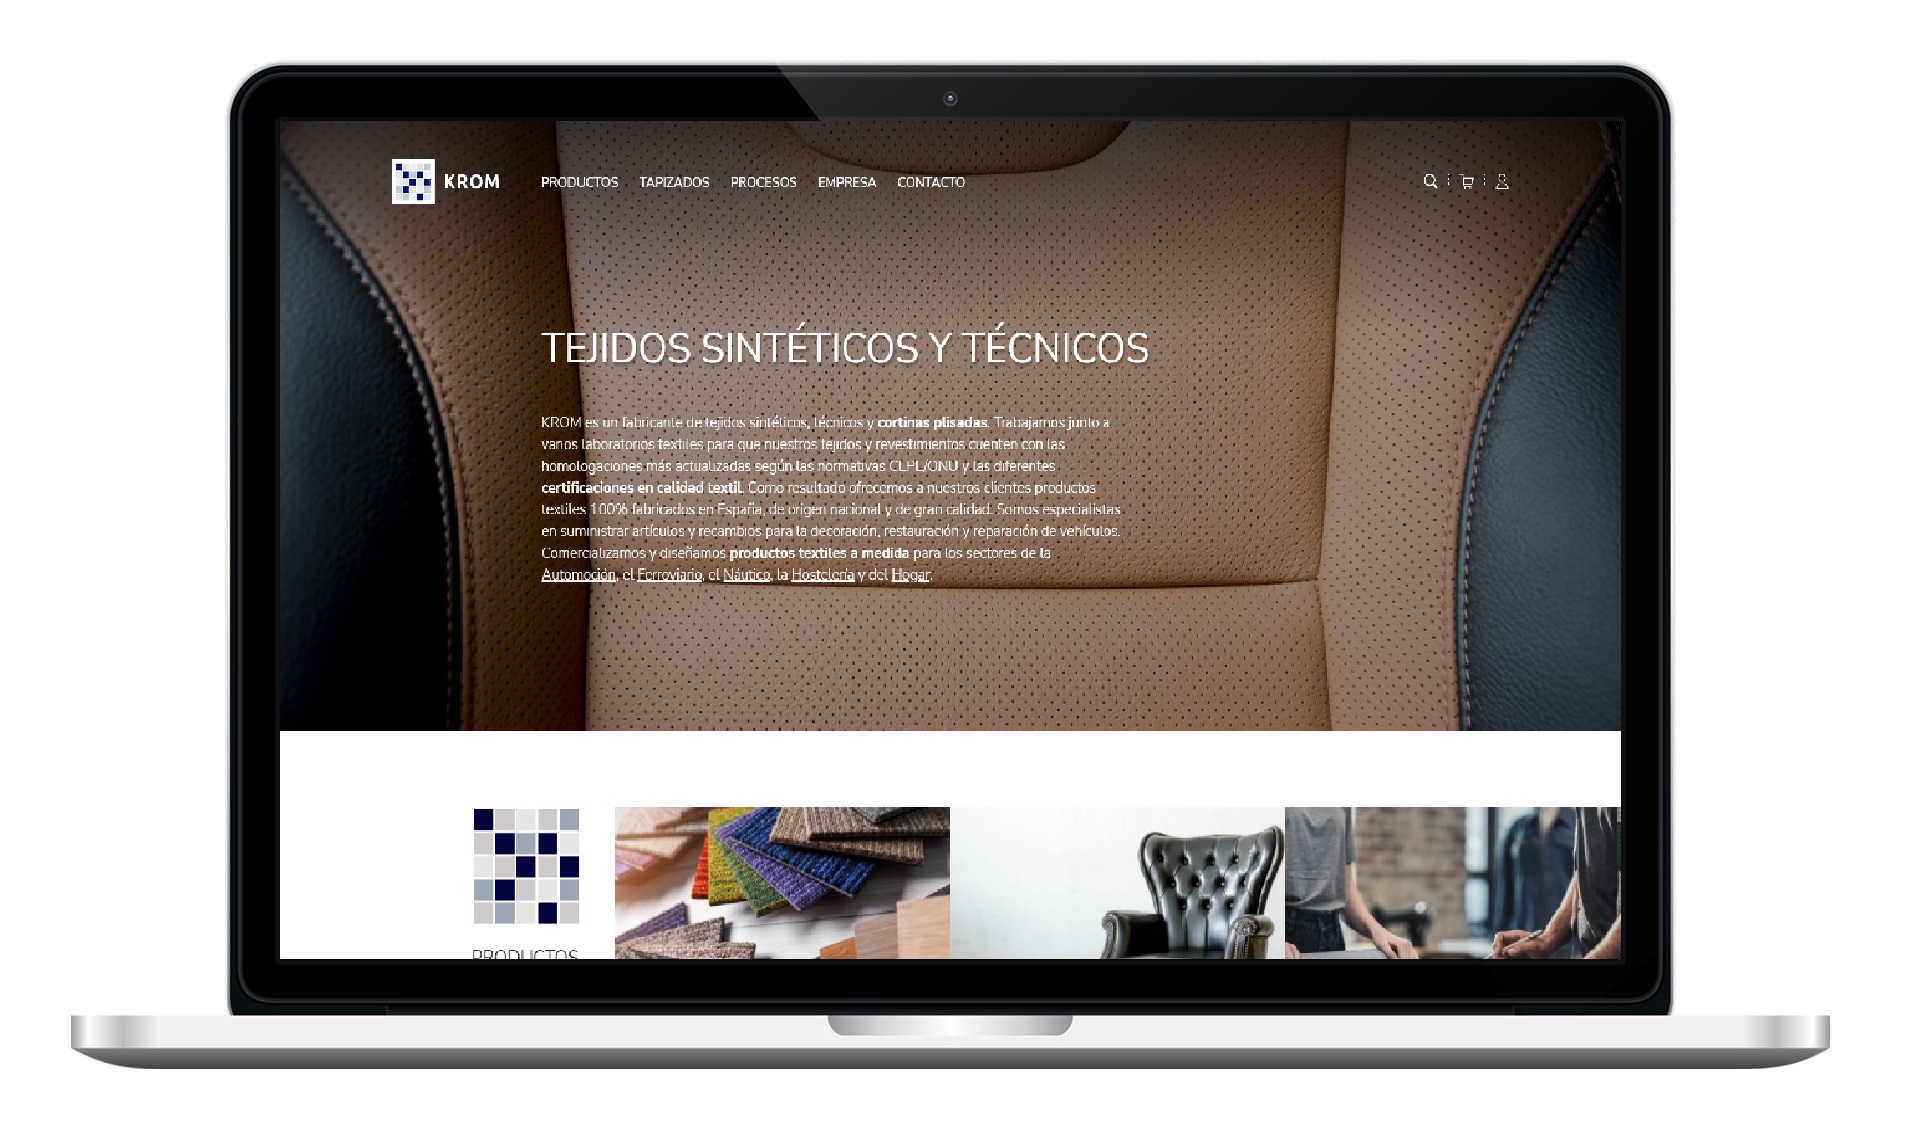 KROM
PRODUCTOS TAPIZADOS PROCESOS EMPRESA CONTACTO
TEJIDOS SINTÉTICOS Y TÉCNICOS
KROM es un fabricante de tejidos sintéticos, técnicos y cortinas plisadas. Trabajamos junto a
varios laboratorios textiles para que nuestros tejidos y revestimientos cuenten con las
homologaciones más actualizadas según las normativas CEPE/ONU y las diferentes
certificaciones en calidad textil. Como resultado ofrecemos a nuestros clientes productos
textiles 100% fabricados en España, de origen nacional y de gran calidad. Somos especialistas
en suministrar artículos y recambios para la decoración, restauración y reparación de vehículos.
Comercializamos y diseñamos productos textiles a medida para los sectores de la
Automoción, el Ferroviario, el Náutico, la Hostelería y del Hogar.
PRODUCTOS